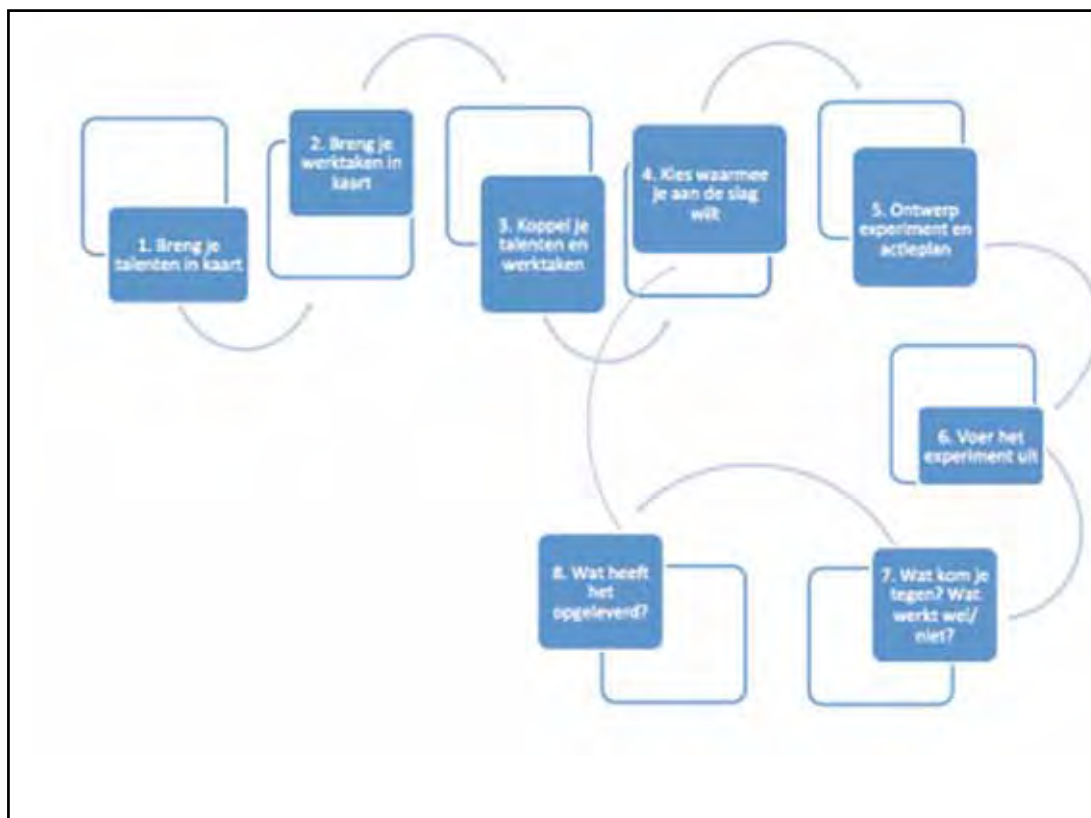 1. Breng je
talenten in kaart
2. Breng je
werktaken in
kaart
3. Koppel je
talenten en
werktaken
4. Kies waarmee
je aan de slag
wilt
5. Ontwerp
experiment en
actieplan
6. Voer het
experiment uit
7. Wat kom je
tegen? Wat
werkt wel/
niet?
8. Wat heeft
het
opgeleverd?